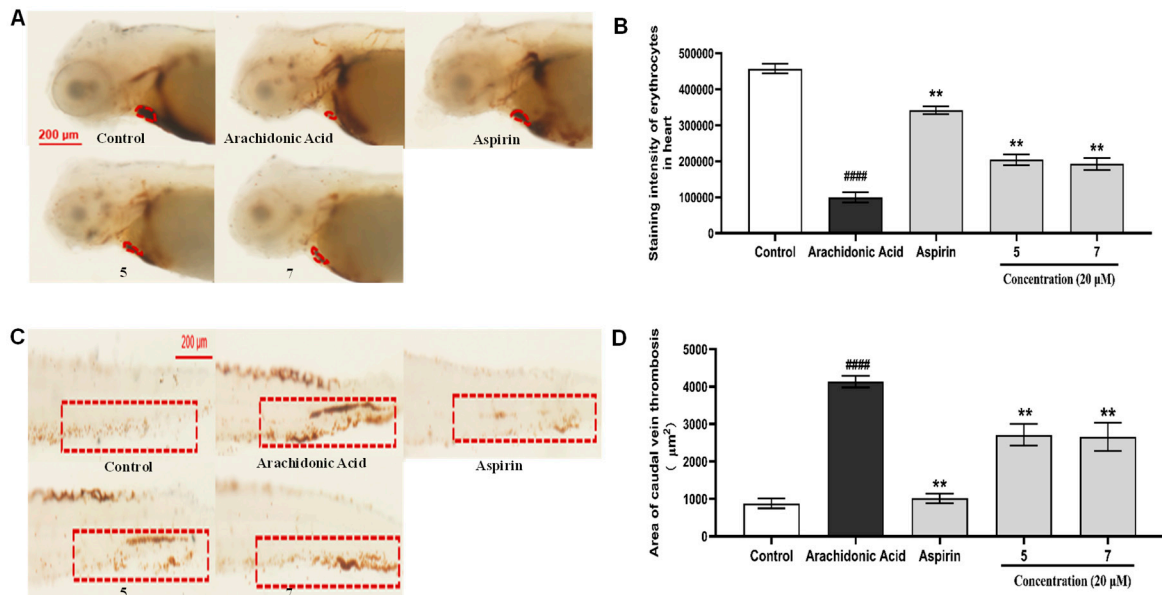 A
Control
Arachidonic Acid
Aspirin
200 μm
5
7
B
Staining intensity of erythrocytes
in heart
500000
400000
300000
200000
100000
0
####
**
**
**
Control
Arachidonic Acid
Aspirin
5
7
Concentration (20 μM)
C
200 μm
Control
Arachidonic Acid
Aspirin
5
7
D
Area of caudal vein thrombosis
( μm²)
5000
4000
3000
2000
1000
0
####
**
**
**
Control
Arachidonic Acid
Aspirin
5
7
Concentration (20 μM)